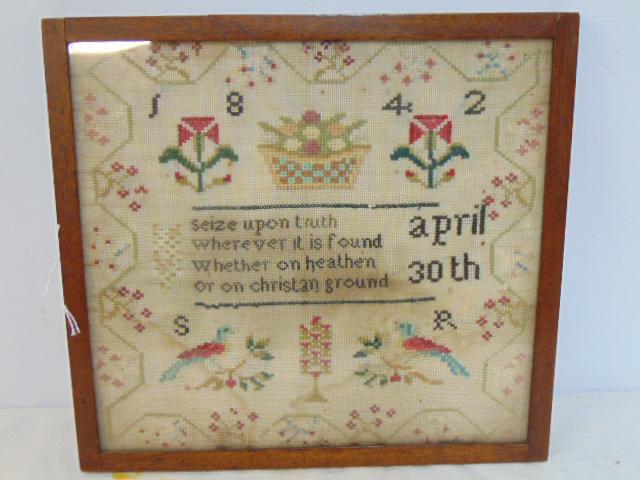 1 8 4 2
seize upon truth
wherever it is found
whether on heathen
or on christan ground
april
30th
S R